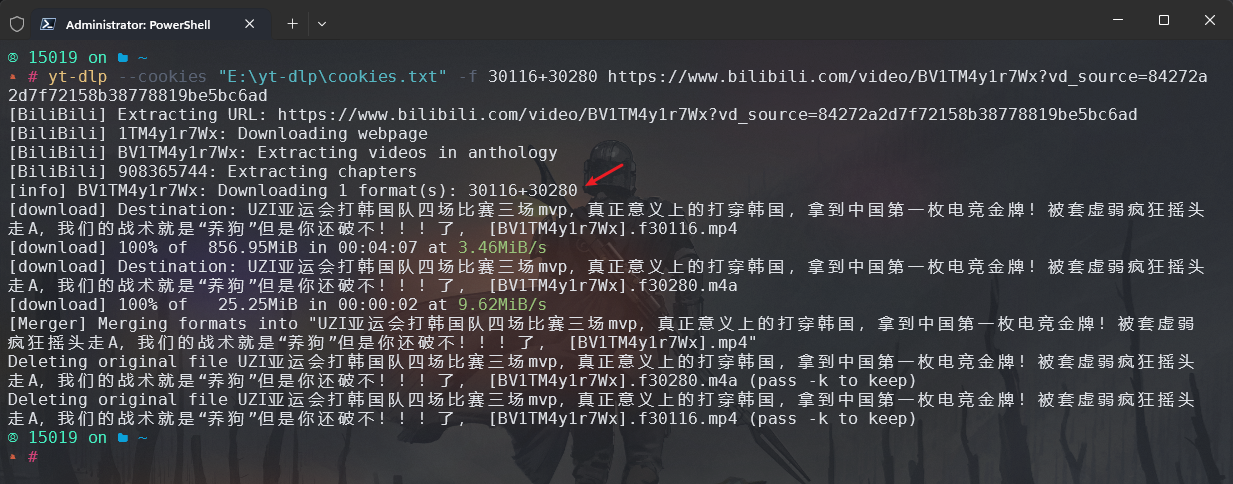 Administrator: PowerShell
15019 on ~
# yt-dlp --cookies "E:\yt-dlp\cookies.txt" -f 30116+30280 https://www.bilibili.com/video/BV1TM4y1r7Wx?vd_source=84272a
2d7f72158b38778819be5bc6ad
[BiliBili] Extracting URL: https://www.bilibili.com/video/BV1TM4y1r7Wx?vd_source=84272a2d7f72158b38778819be5bc6ad
[BiliBili] 1TM4y1r7Wx: Downloading webpage
[BiliBili] BV1TM4y1r7Wx: Extracting videos in anthology
[BiliBili] 908365744: Extracting chapters
[info] BV1TM4y1r7Wx: Downloading 1 format(s): 30116+30280
[download] Destination: UZI亚运会打韩国队四场比赛三场mvp，真正意义上的打穿韩国，拿到中国第一枚电竞金牌！被套虚弱疯狂摇头
走A，我们的战术就是“养狗”但是你还破不！！！了， [BV1TM4y1r7Wx].f30116.mp4
[download] 100% of  856.95MiB in 00:04:07 at 3.46MiB/s
[download] Destination: UZI亚运会打韩国队四场比赛三场mvp，真正意义上的打穿韩国，拿到中国第一枚电竞金牌！被套虚弱疯狂摇头
走A，我们的战术就是“养狗”但是你还破不！！！了， [BV1TM4y1r7Wx].f30280.m4a
[download] 100% of   25.25MiB in 00:00:02 at 9.62MiB/s
[Merger] Merging formats into "UZI亚运会打韩国队四场比赛三场mvp，真正意义上的打穿韩国，拿到中国第一枚电竞金牌！被套虚弱
疯狂摇头走A，我们的战术就是“养狗”但是你还破不！！！了， [BV1TM4y1r7Wx].mp4"
Deleting original file UZI亚运会打韩国队四场比赛三场mvp，真正意义上的打穿韩国，拿到中国第一枚电竞金牌！被套虚弱疯狂摇头
走A，我们的战术就是“养狗”但是你还破不！！！了， [BV1TM4y1r7Wx].f30280.m4a (pass -k to keep)
Deleting original file UZI亚运会打韩国队四场比赛三场mvp，真正意义上的打穿韩国，拿到中国第一枚电竞金牌！被套虚弱疯狂摇头
走A，我们的战术就是“养狗”但是你还破不！！！了， [BV1TM4y1r7Wx].f30116.mp4 (pass -k to keep)
15019 on ~
#